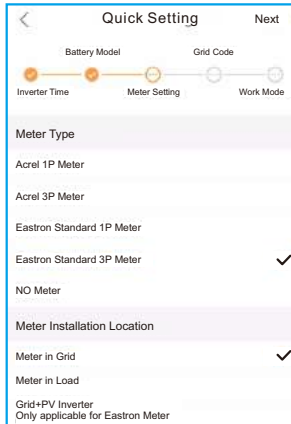 Quick Setting Next
Battery Model Grid Code
Inverter Time Meter Setting Work Mode
Meter Type
Acrel 1P Meter
Acrel 3P Meter
Eastron Standard 1P Meter
Eastron Standard 3P Meter
NO Meter
Meter Installation Location
Meter in Grid
Meter in Load
Grid+PV Inverter
Only applicable for Eastron Meter